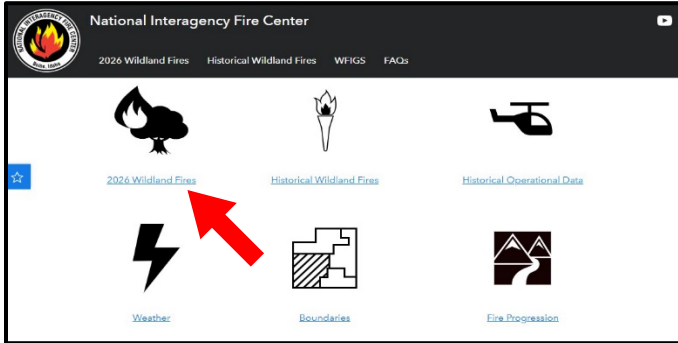 National Interagency Fire Center
2026 Wildland Fires Historical Wildland Fires WFIGS FAQs
2026 Wildland Fires Historical Wildland Fires Historical Operational Data
Weather Boundaries Fire Progression